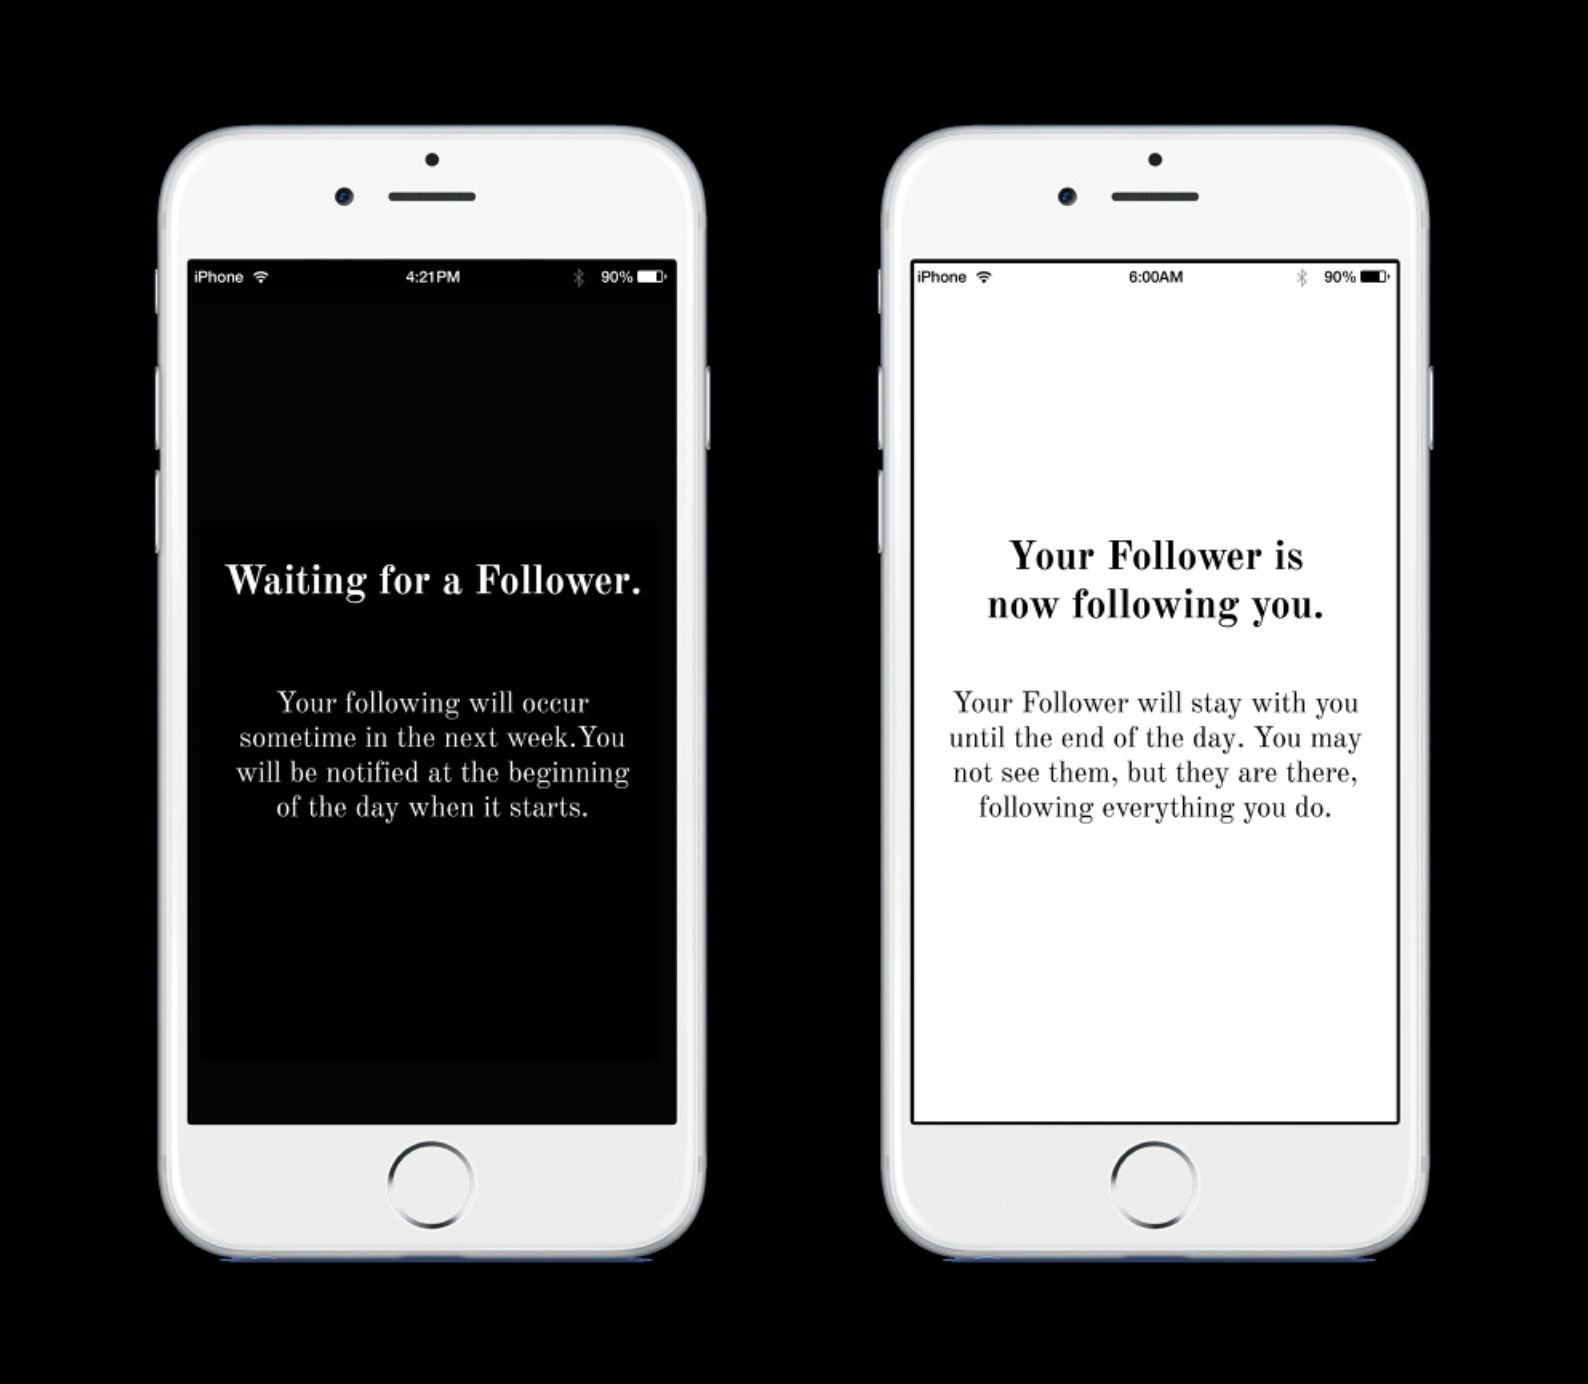 iPhone 4:21PM 90%
Waiting for a Follower.
Your following will occur
sometime in the next week.You
will be notified at the beginning
of the day when it starts.
iPhone 6:00AM 90%
Your Follower is
now following you.
Your Follower will stay with you
until the end of the day. You may
not see them, but they are there,
following everything you do.